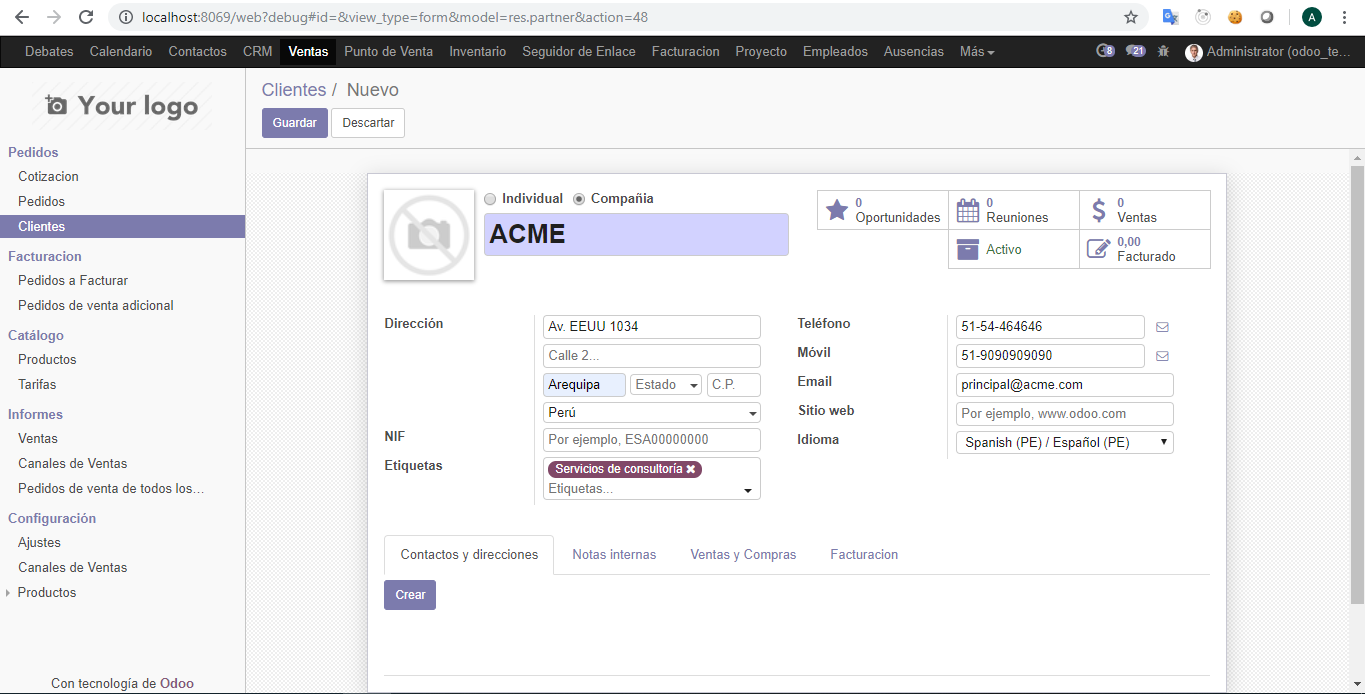 localhost:8069/web?debug#id=&view_type=form&model=res.partner&action=48
A
Debates Calendario Contactos CRM Ventas Punto de Venta Inventario Seguidor de Enlace Facturacion Proyecto Empleados Ausencias Más 8 21 Administrator (odoo_te...
Your logo
Pedidos
Cotizacion
Pedidos
Clientes
Facturacion
Pedidos a Facturar
Pedidos de venta adicional
Catálogo
Productos
Tarifas
Informes
Ventas
Canales de Ventas
Pedidos de venta de todos los...
Configuración
Ajustes
Canales de Ventas
Productos
Con tecnología de Odoo
Clientes / Nuevo
Guardar Descartar
Individual Compañia
ACME
0 Oportunidades
0 Reuniones
0 Ventas
Activo
0,00 Facturado
Dirección Av. EEUU 1034
Calle 2...
Arequipa Estado C.P.
Perú
NIF Por ejemplo, ESA00000000
Etiquetas Servicios de consultoría ✖
Etiquetas...
Teléfono 51-54-464646
Móvil 51-9090909090
Email principal@acme.com
Sitio web Por ejemplo, www.odoo.com
Idioma Spanish (PE) / Español (PE)
Contactos y direcciones Notas internas Ventas y Compras Facturacion
Crear